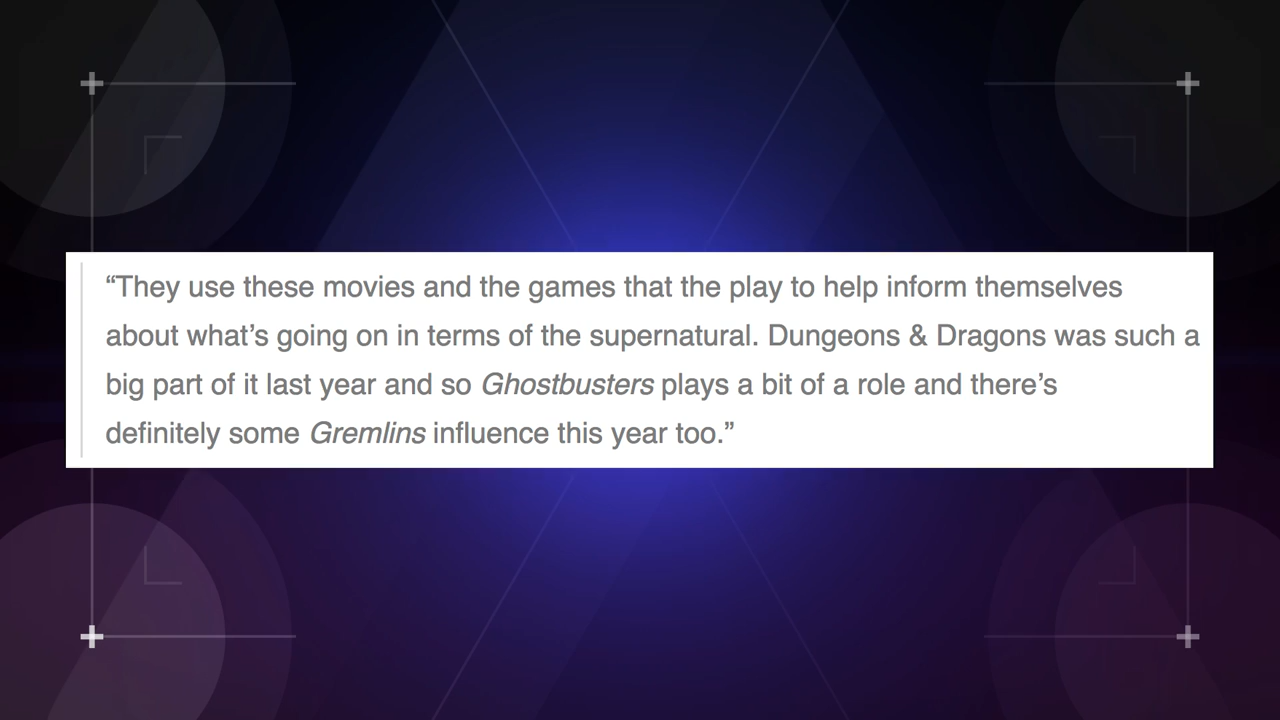 “They use these movies and the games that the play to help inform themselves
about what’s going on in terms of the supernatural. Dungeons & Dragons was such a
big part of it last year and so Ghostbusters plays a bit of a role and there’s
definitely some Gremlins influence this year too.”